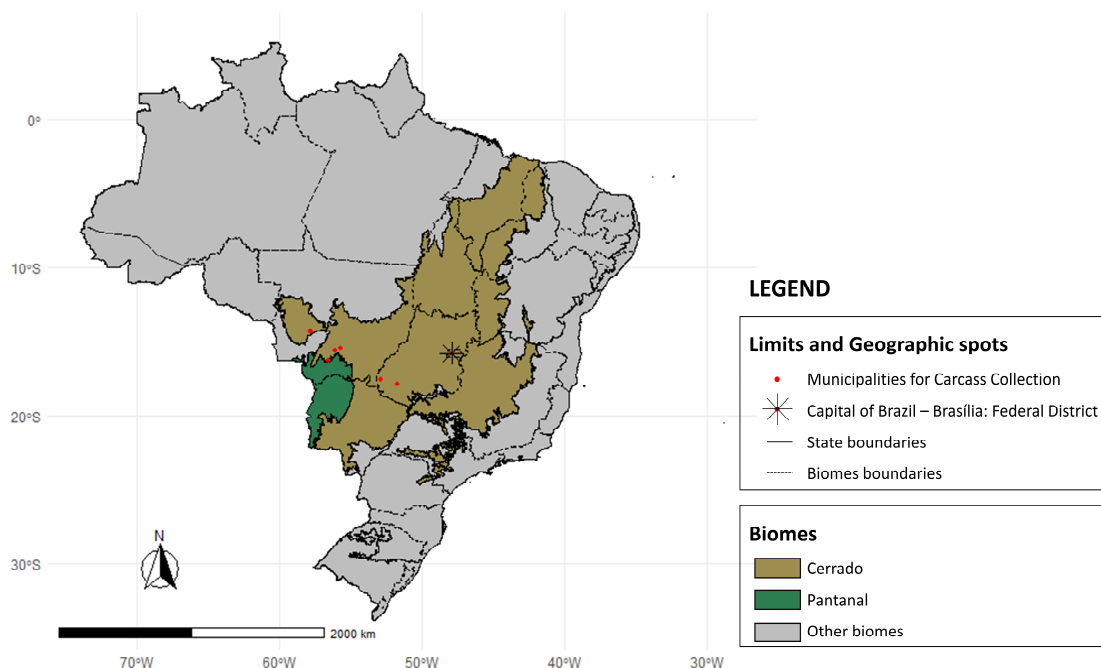 0°
10°S
20°S
30°S
N
2000 km
70°W
60°W
50°W
40°W
30°W
LEGEND
Limits and Geographic spots
Municipalities for Carcass Collection
Capital of Brazil – Brasília: Federal District
State boundaries
Biomes boundaries
Biomes
Cerrado
Pantanal
Other biomes